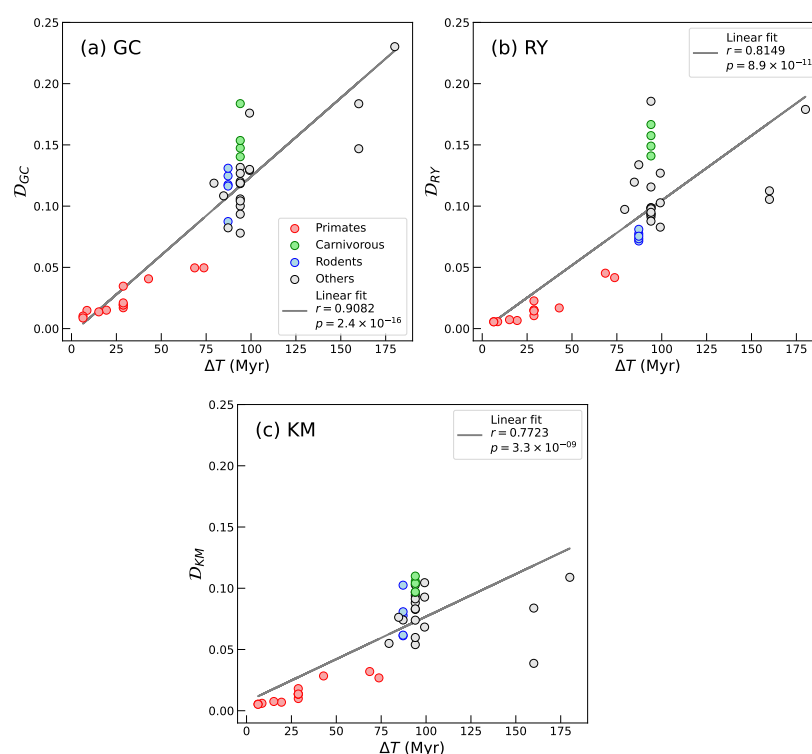 (a) GC
0.25
0.20
0.15
0.10
0.05
0.00
𝒟_GC
0 25 50 75 100 125 150 175
ΔT (Myr)
Primates
Carnivorous
Rodents
Others
Linear fit
r = 0.9082
p = 2.4 × 10⁻¹⁶
(b) RY
0.25
0.20
0.15
0.10
0.05
0.00
𝒟_RY
0 25 50 75 100 125 150 175
ΔT (Myr)
Linear fit
r = 0.8149
p = 8.9 × 10⁻¹¹
(c) KM
0.25
0.20
0.15
0.10
0.05
0.00
𝒟_KM
0 25 50 75 100 125 150 175
ΔT (Myr)
Linear fit
r = 0.7723
p = 3.3 × 10⁻⁰⁹